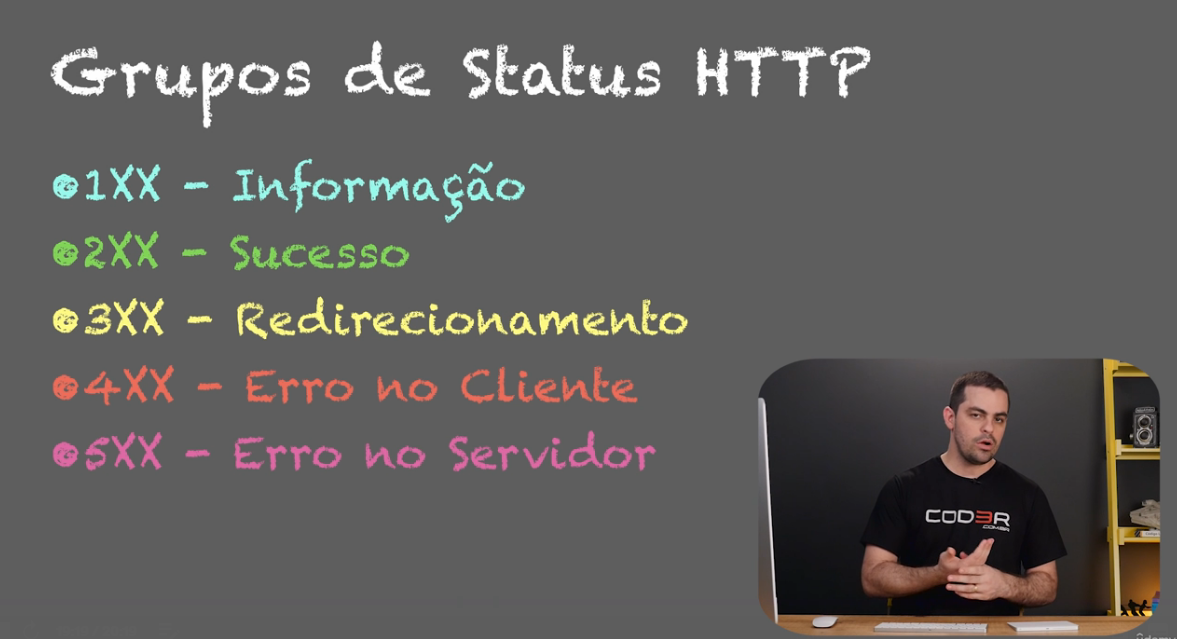 Grupos de Status HTTP
1XX - Informação
2XX - Sucesso
3XX - Redirecionamento
4XX - Erro no Cliente
5XX - Erro no Servidor
COD3R